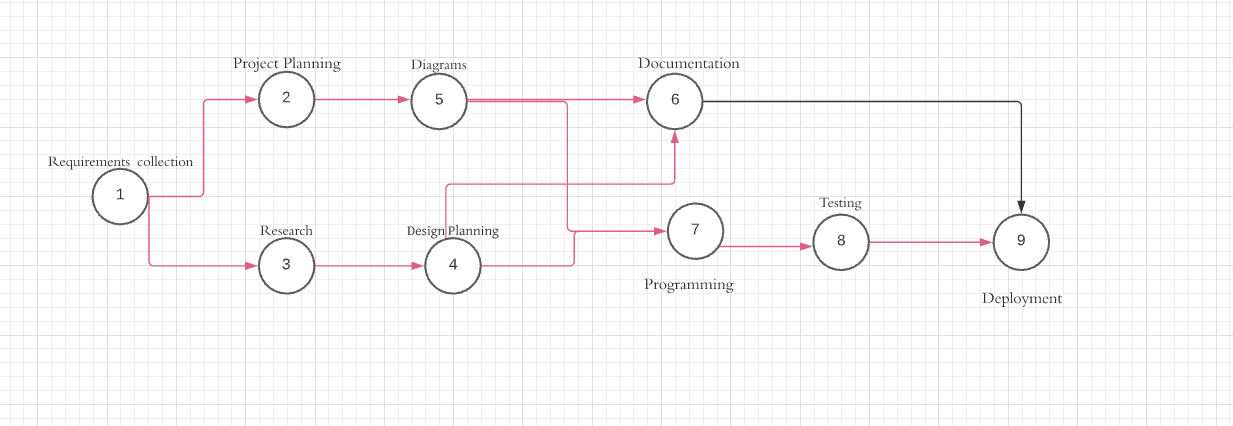 Project Planning
Diagrams
Documentation
2
5
6
Requirements collection
1
Research
Design Planning
3
4
7
Programming
Testing
8
9
Deployment